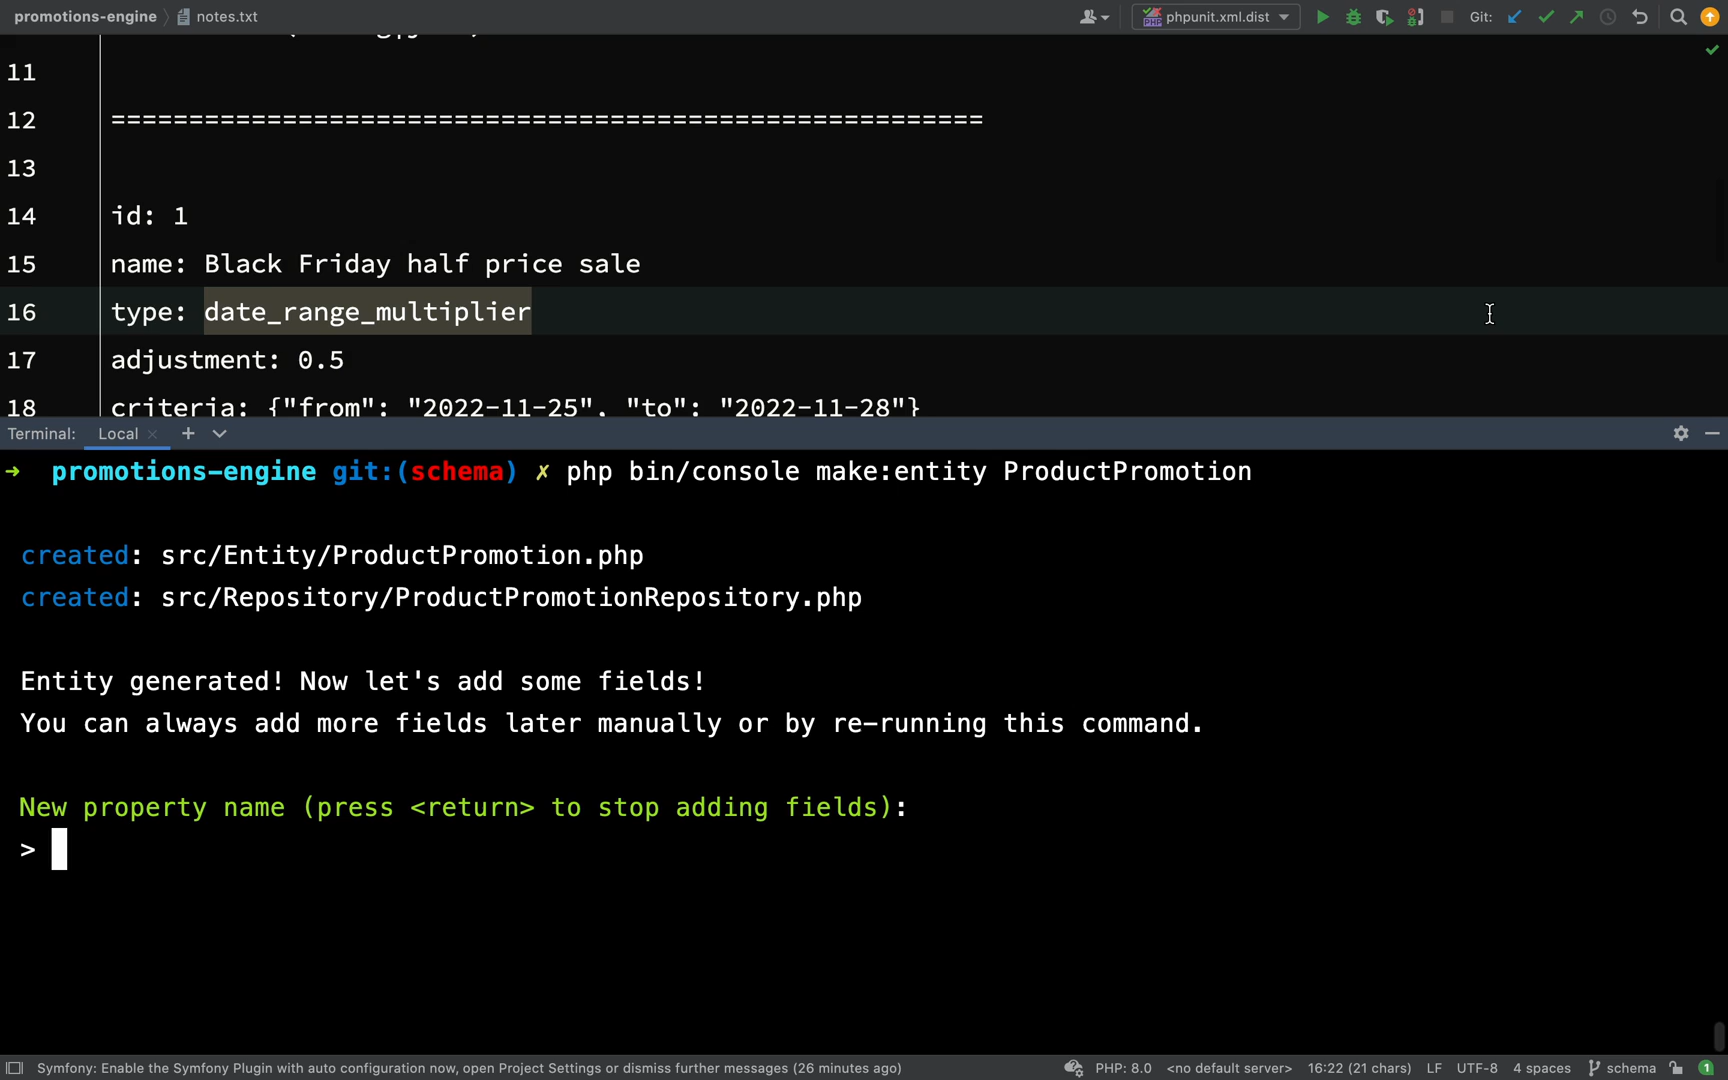 promotions-engine notes.txt phpunit.xml.dist Git:
11
12 ========================================================
13
14 id: 1
15 name: Black Friday half price sale
16 type: date_range_multiplier
17 adjustment: 0.5
18 criteria: {"from": "2022-11-25", "to": "2022-11-28"}
Terminal: Local
→ promotions-engine git:(schema) ✗ php bin/console make:entity ProductPromotion
created: src/Entity/ProductPromotion.php
created: src/Repository/ProductPromotionRepository.php
Entity generated! Now let's add some fields!
You can always add more fields later manually or by re-running this command.
New property name (press <return> to stop adding fields):
>
Symfony: Enable the Symfony Plugin with auto configuration now, open Project Settings or dismiss further messages (26 minutes ago) PHP: 8.0 <no default server> 16:22 (21 chars) LF UTF-8 4 spaces schema 1